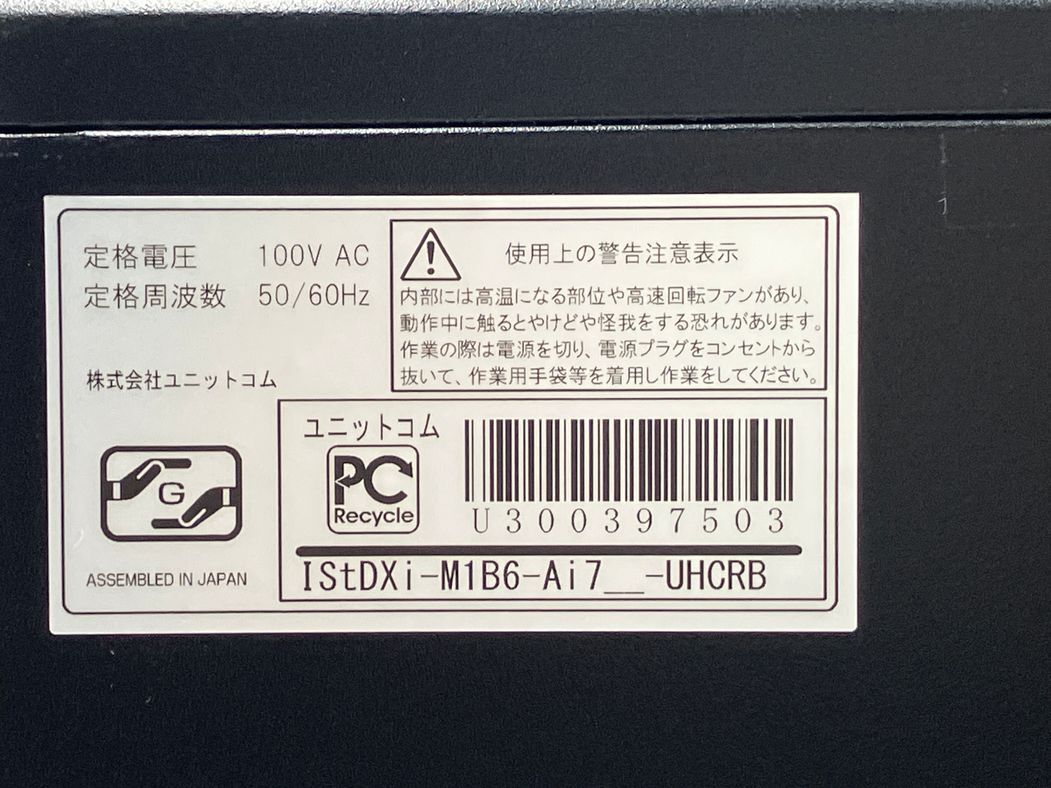 定格電圧 100V AC
定格周波数 50/60Hz
株式会社ユニットコム
使用上の警告注意表示
内部には高温になる部位や高速回転ファンがあり、
動作中に触るとやけどや怪我をする恐れがあります。
作業の際は電源を切り、電源プラグをコンセントから
抜いて、作業用手袋等を着用し作業をしてください。
G
ASSEMBLED IN JAPAN
ユニットコム
PC
Recycle
U300397503
IStDXi-M1B6-Ai7__-UHCRB